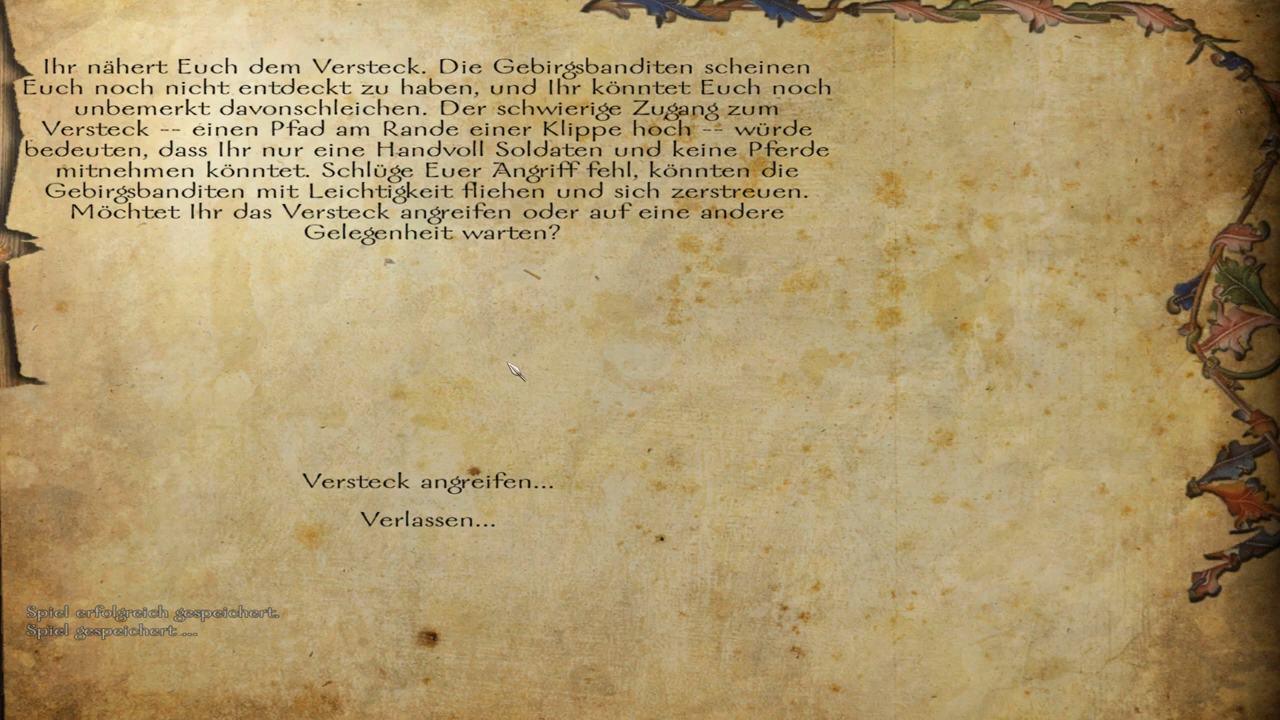 Ihr nähert Euch dem Versteck. Die Gebirgsbanditen scheinen
Euch noch nicht entdeckt zu haben, und Ihr könntet Euch noch
unbemerkt davonschleichen. Der schwierige Zugang zum
Versteck -- einen Pfad am Rande einer Klippe hoch -- würde
bedeuten, dass Ihr nur eine Handvoll Soldaten und keine Pferde
mitnehmen könntet. Schlüge Euer Angriff fehl, könnten die
Gebirgsbanditen mit Leichtigkeit fliehen und sich zerstreuen.
Möchtet Ihr das Versteck angreifen oder auf eine andere
Gelegenheit warten?
Versteck angreifen...
Verlassen...
Spiel erfolgreich gespeichert.
Spiel gespeichert ...